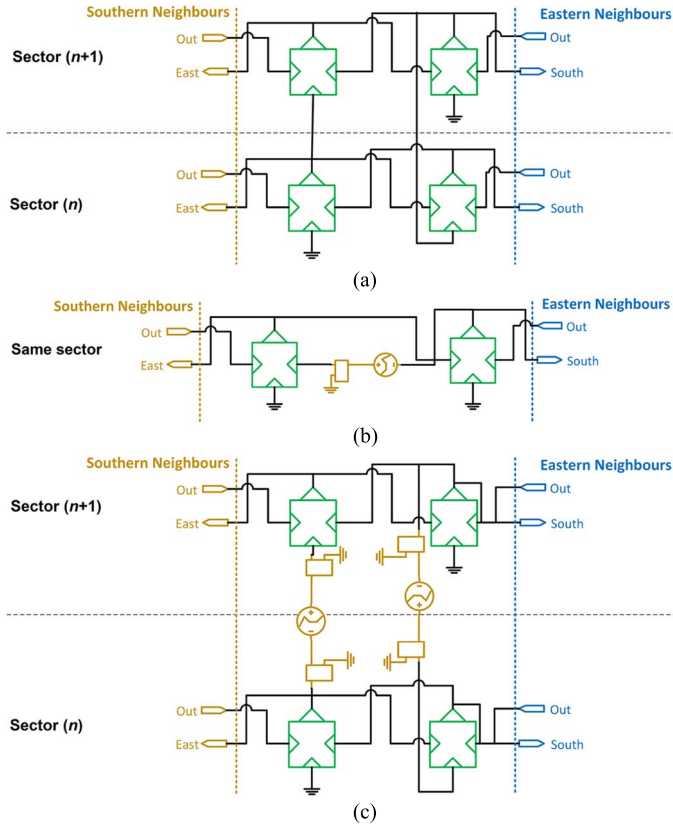 Southern Neighbours
Eastern Neighbours
Out
Out
Sector (n+1)
East
South
Out
Out
Sector (n)
East
South
(a)
Southern Neighbours
Eastern Neighbours
Out
Out
Same sector
East
South
(b)
Southern Neighbours
Eastern Neighbours
Out
Out
Sector (n+1)
East
South
Out
Out
Sector (n)
East
South
(c)